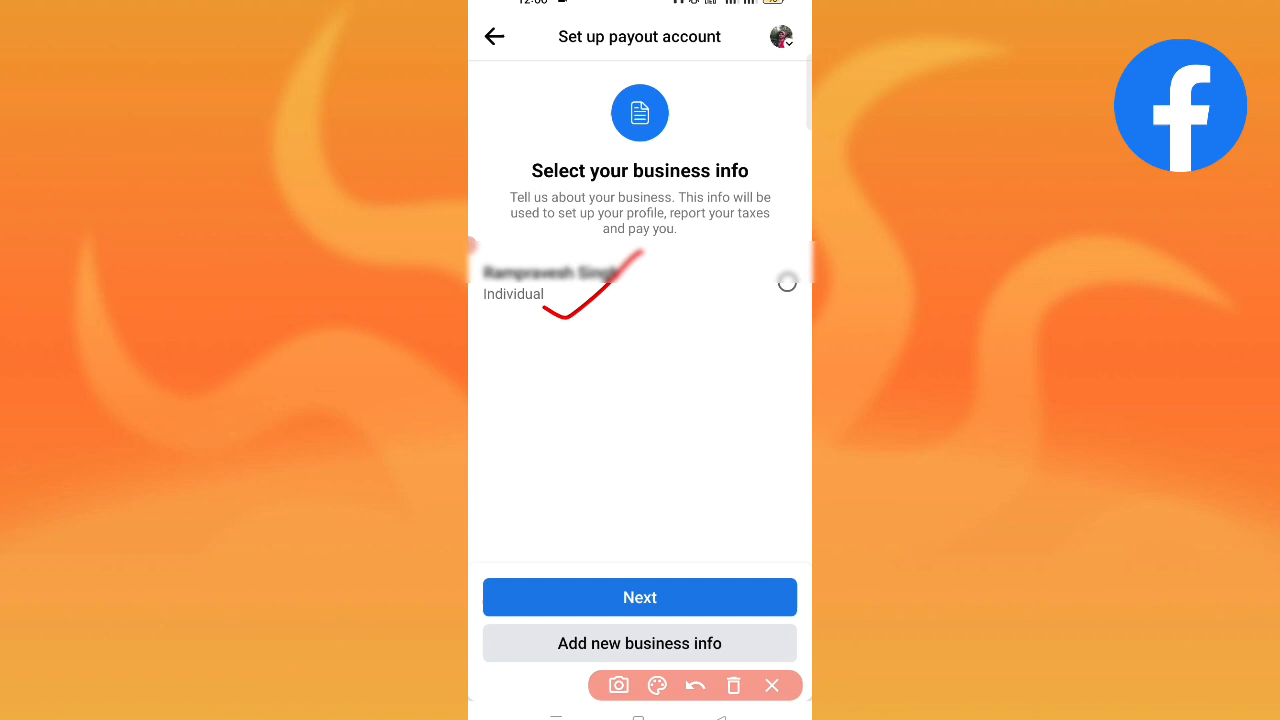 Set up payout account
Select your business info
Tell us about your business. This info will be
used to set up your profile, report your taxes
and pay you.
Individual
Next
Add new business info